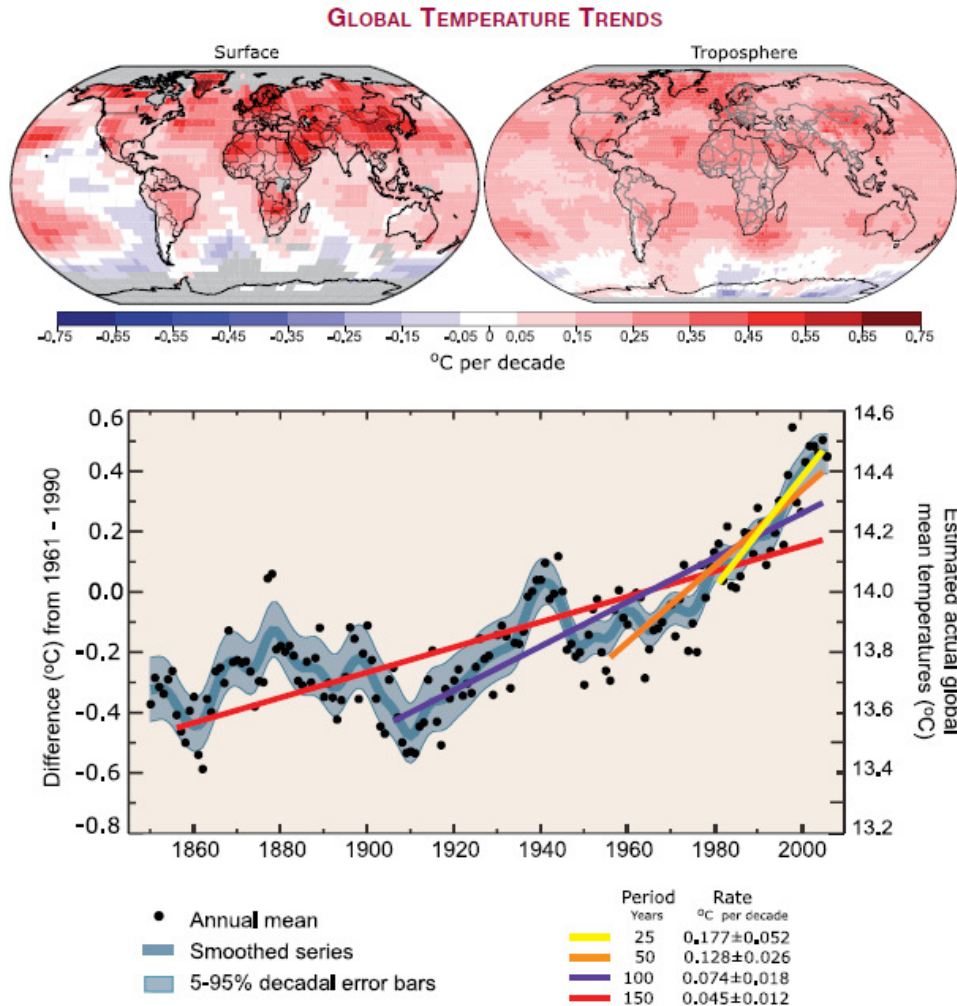 GLOBAL TEMPERATURE TRENDS
Surface
Troposphere
-0.75 -0.65 -0.55 -0.45 -0.35 -0.25 -0.15 -0.05 0 0.05 0.15 0.25 0.35 0.45 0.55 0.65 0.75
°C per decade
Difference (°C) from 1961 - 1990
0.6
0.4
0.2
0.0
-0.2
-0.4
-0.6
-0.8
14.6
14.4
14.2
14.0
13.8
13.6
13.4
13.2
Estimated actual global
mean temperatures (°C)
1860 1880 1900 1920 1940 1960 1980 2000
Annual mean
Smoothed series
5-95% decadal error bars
Period Rate
Years °C per decade
25 0.177±0.052
50 0.128±0.026
100 0.074±0.018
150 0.045±0.012